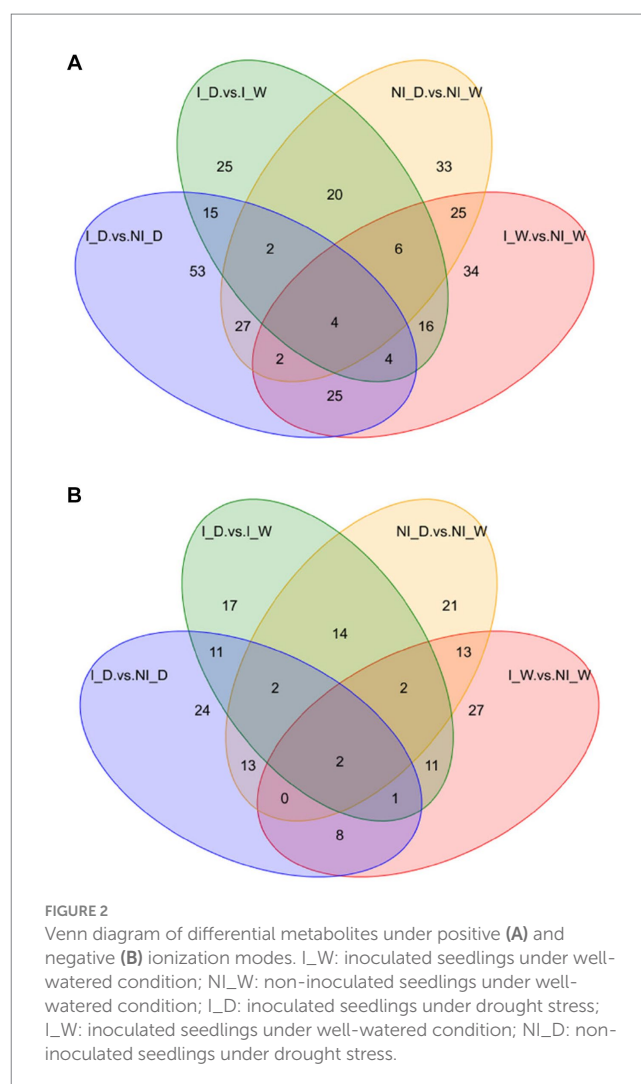 A
I_D.vs.I_W
NI_D.vs.NI_W
25
33
20
15
25
I_D.vs.NI_D
I_W.vs.NI_W
2
6
53
34
27
4
16
2
4
25
B
I_D.vs.I_W
NI_D.vs.NI_W
17
21
14
11
13
I_D.vs.NI_D
I_W.vs.NI_W
2
2
24
27
13
2
11
0
1
8
FIGURE 2
Venn diagram of differential metabolites under positive (A) and
negative (B) ionization modes. I_W: inoculated seedlings under well-
watered condition; NI_W: non-inoculated seedlings under well-
watered condition; I_D: inoculated seedlings under drought stress;
I_W: inoculated seedlings under well-watered condition; NI_D: non-
inoculated seedlings under drought stress.